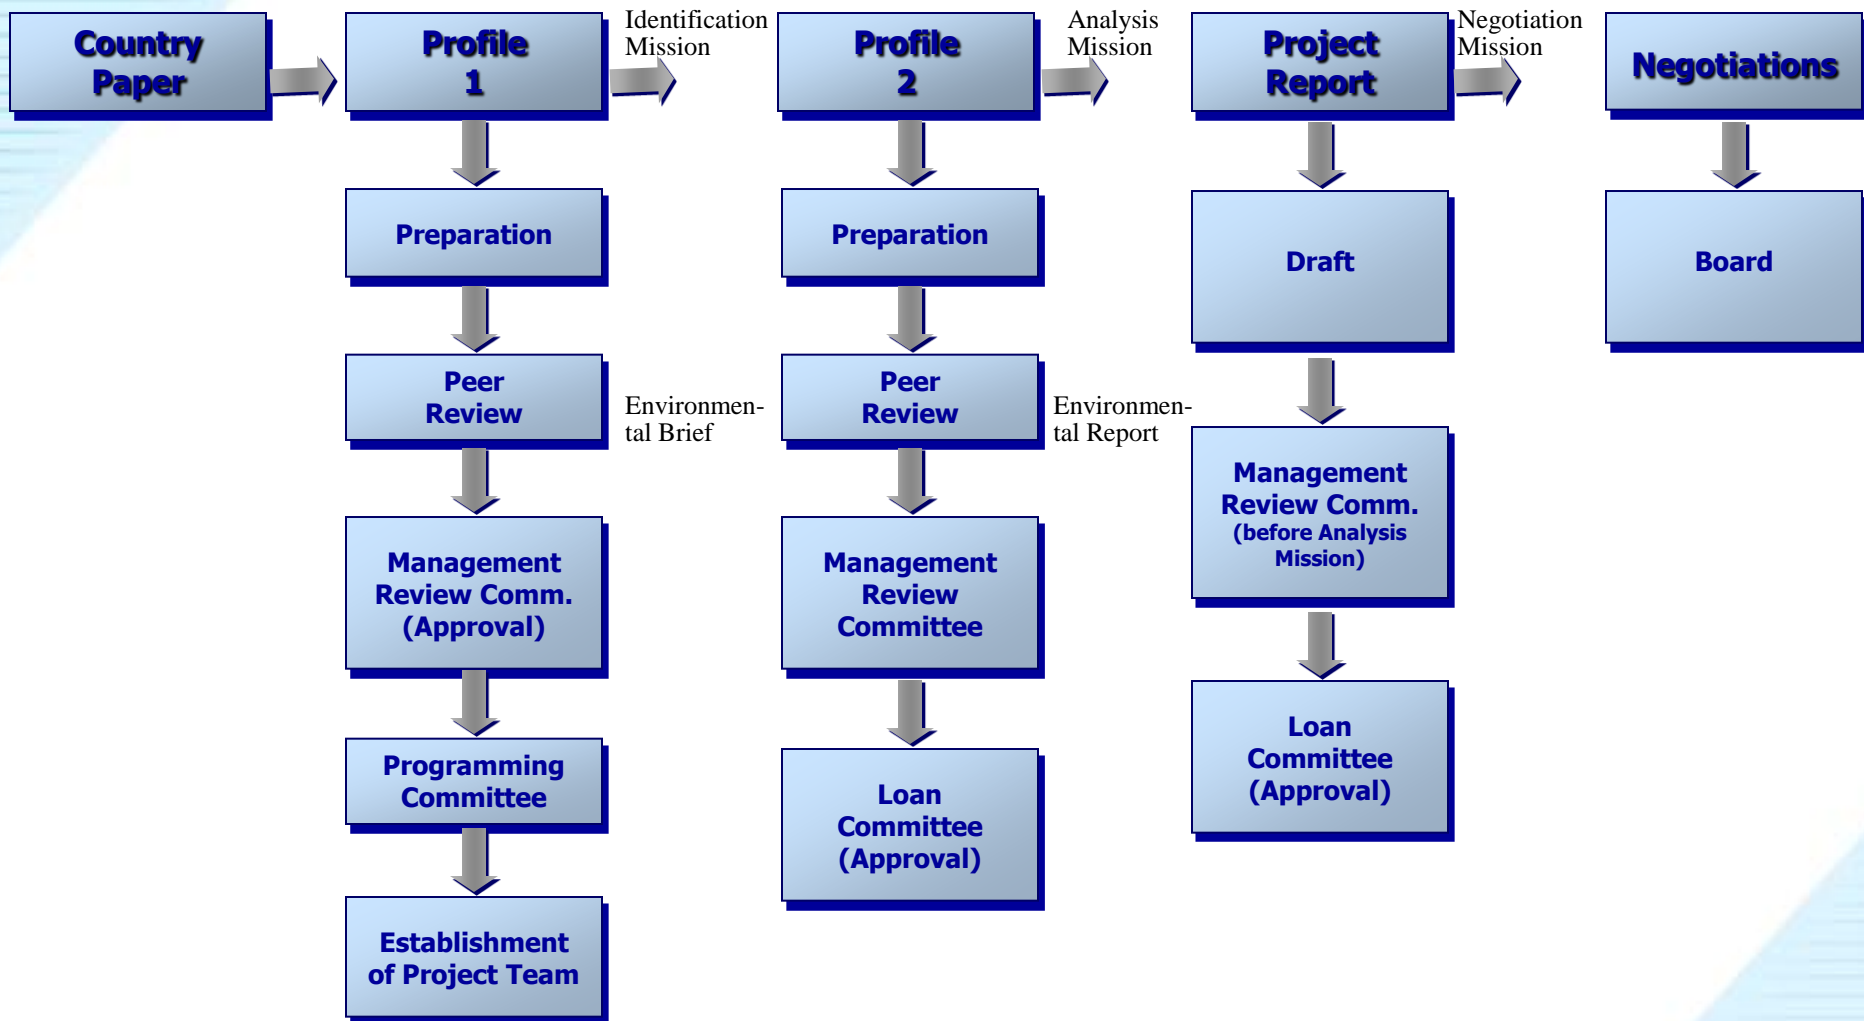 Country
Paper
Profile
1
Identification
Mission
Profile
2
Analysis
Mission
Project
Report
Negotiation
Mission
Negotiations
Preparation
Peer
Review
Environmen-
tal Brief
Management
Review Comm.
(Approval)
Programming
Committee
Establishment
of Project Team
Preparation
Peer
Review
Environmen-
tal Report
Management
Review
Committee
Loan
Committee
(Approval)
Draft
Management
Review Comm.
(before Analysis
Mission)
Loan
Committee
(Approval)
Board